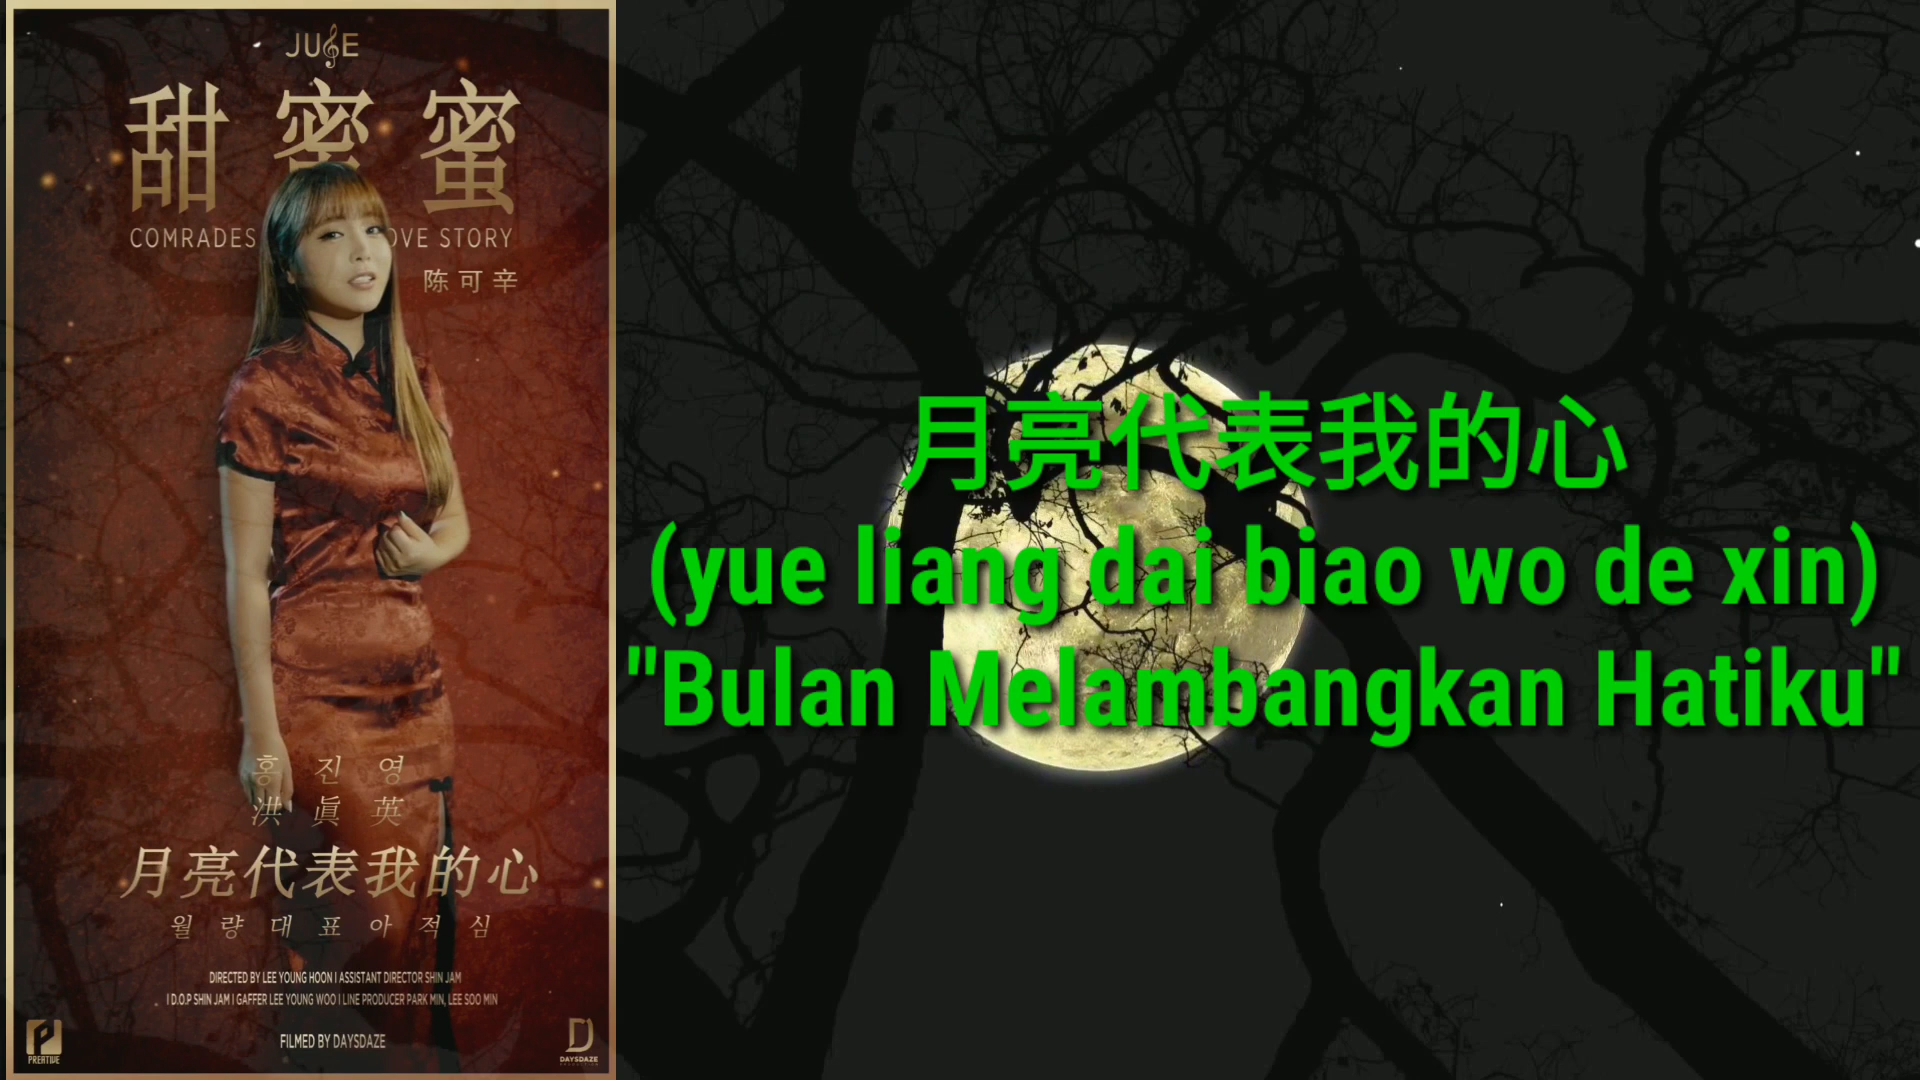 JUSE
甜蜜蜜
COMRADES OVE STORY
陈可辛
홍진영
洪眞英
月亮代表我的心
월량대표아적심
DIRECTED BY LEE YOUNG HOON I ASSISTANT DIRECTOR SHIN JAM
I D.O.P SHIN JAM I GAFFER LEE YOUNG WOO I LINE PRODUCER PARK MIN, LEE SOO MIN
FILMED BY DAYSDAZE
PREATIVE
DAYSDAZE
月亮代表我的心
(yue liang dai biao wo de xin)
"Bulan Melambangkan Hatiku"